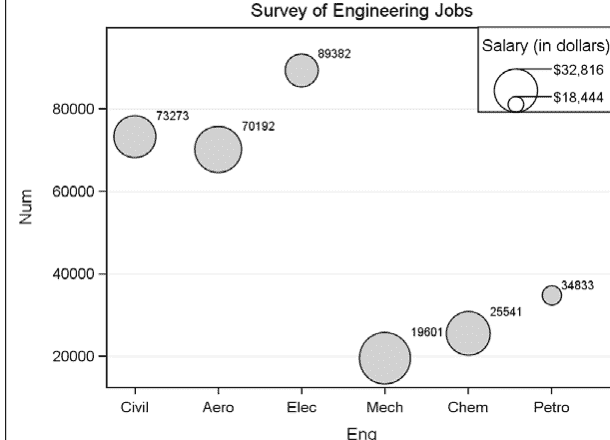 Survey of Engineering Jobs
Salary (in dollars)
$32,816
$18,444
89382
73273
70192
34833
25541
19601
Num
80000
60000
40000
20000
Civil Aero Elec Mech Chem Petro
Eng